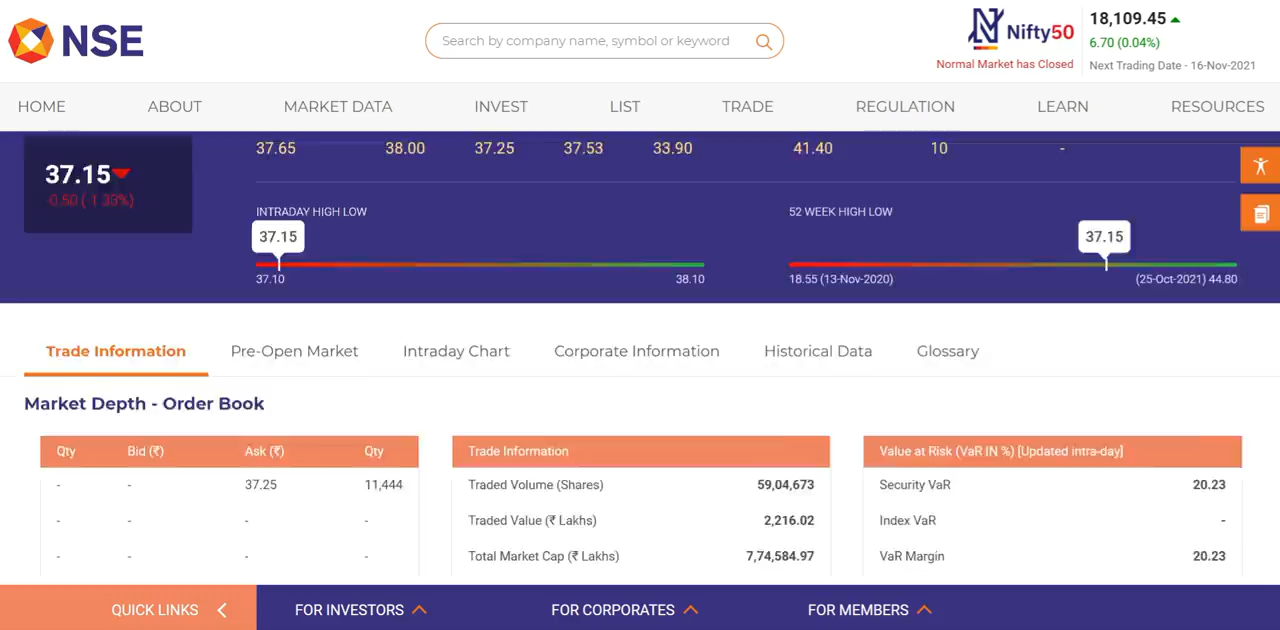 NSE
Search by company name, symbol or keyword
Nifty50
Normal Market has Closed
18,109.45
6.70 (0.04%)
Next Trading Date - 16-Nov-2021
HOME ABOUT MARKET DATA INVEST LIST TRADE REGULATION LEARN RESOURCES
37.15
-0.50 (-1.33%)
37.65 38.00 37.25 37.53 33.90 41.40 10 -
INTRADAY HIGH LOW
37.15
37.10 38.10
52 WEEK HIGH LOW
37.15
18.55 (13-Nov-2020) (25-Oct-2021) 44.80
Trade Information Pre-Open Market Intraday Chart Corporate Information Historical Data Glossary
Market Depth - Order Book
Qty Bid (₹) Ask (₹) Qty
- - 37.25 11,444
- - - -
- - - -
Trade Information
Traded Volume (Shares) 59,04,673
Traded Value (₹ Lakhs) 2,216.02
Total Market Cap (₹ Lakhs) 7,74,584.97
Value at Risk (VaR IN %) [Updated intra-day]
Security VaR 20.23
Index VaR -
VaR Margin 20.23
QUICK LINKS FOR INVESTORS FOR CORPORATES FOR MEMBERS